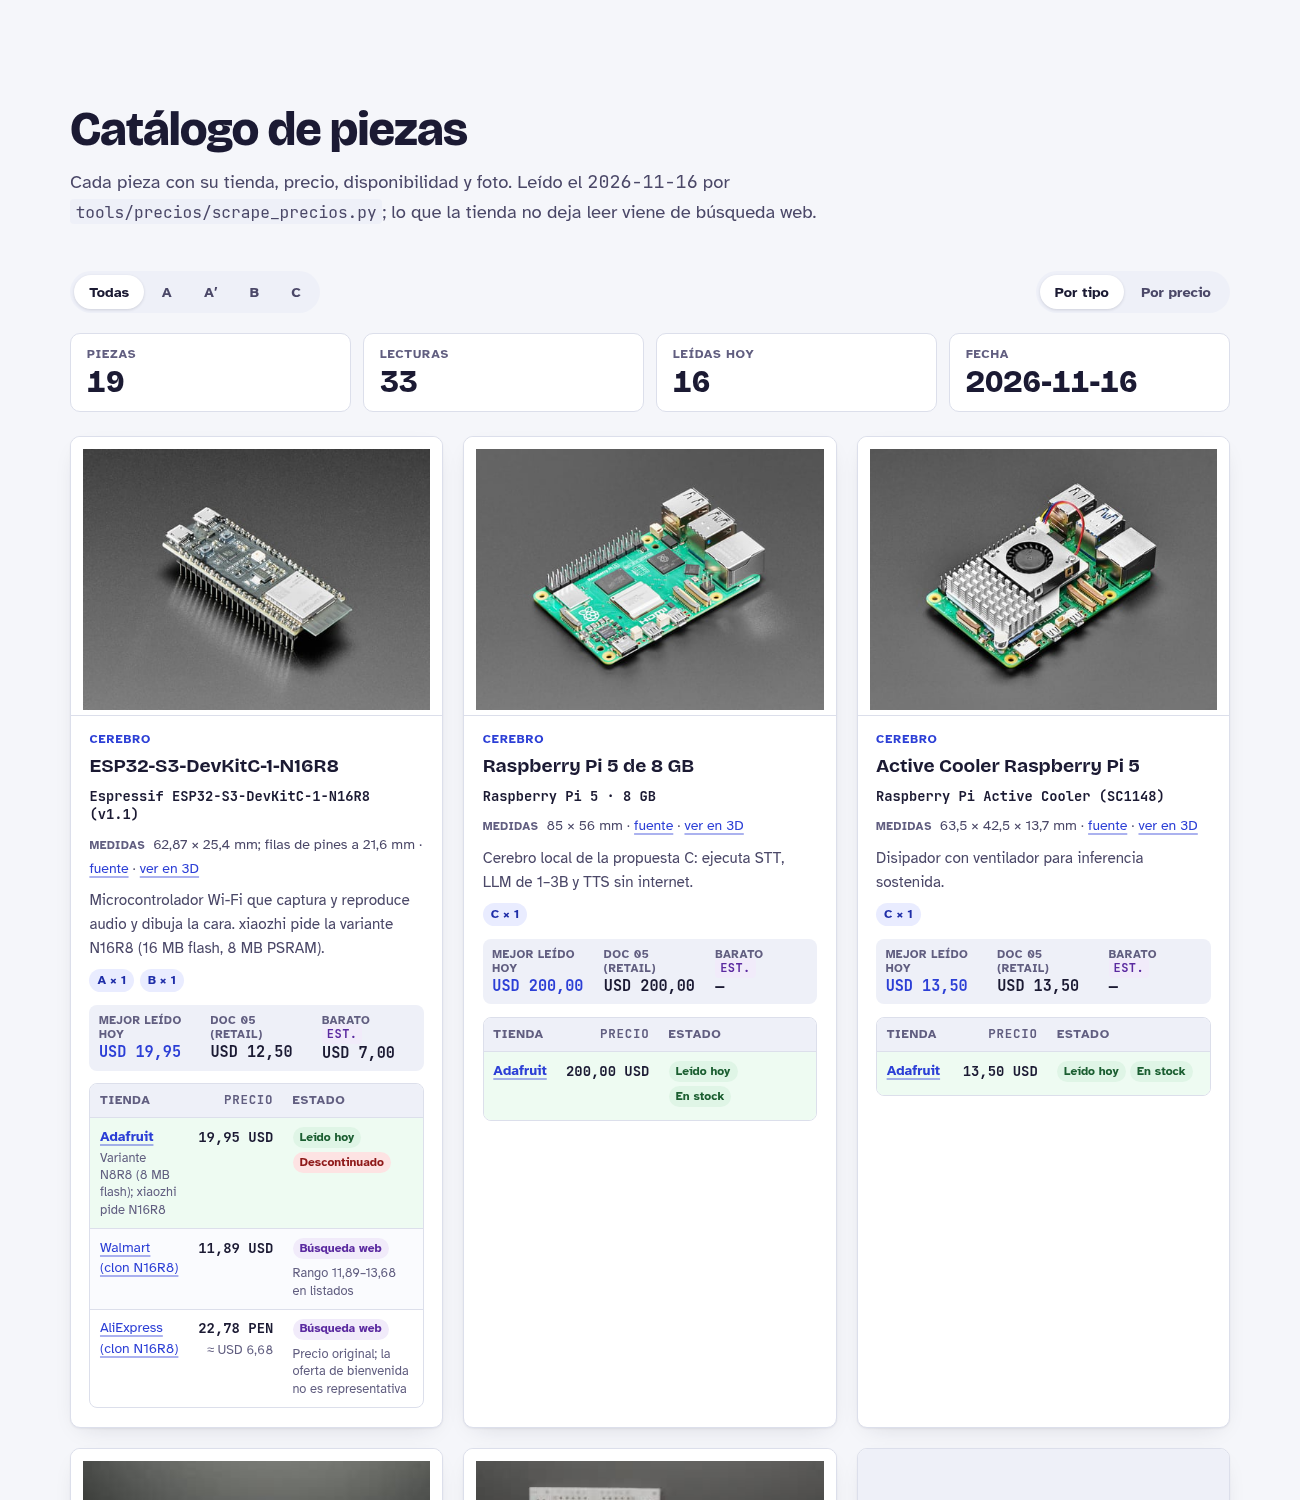 Catálogo de piezas
Cada pieza con su tienda, precio, disponibilidad y foto. Leído el 2026-11-16 por
tools/precios/scrape_precios.py; lo que la tienda no deja leer viene de búsqueda web.
Todas A A′ B C
Por tipo Por precio
PIEZAS
19
LECTURAS
33
LEÍDAS HOY
16
FECHA
2026-11-16
CEREBRO
ESP32-S3-DevKitC-1-N16R8
Espressif ESP32-S3-DevKitC-1-N16R8
(v1.1)
MEDIDAS 62,87 × 25,4 mm; filas de pines a 21,6 mm ·
fuente · ver en 3D
Microcontrolador Wi-Fi que captura y reproduce
audio y dibuja la cara. xiaozhi pide la variante
N16R8 (16 MB flash, 8 MB PSRAM).
A × 1 B × 1
MEJOR LEÍDO
HOY
USD 19,95
DOC 05
(RETAIL)
USD 12,50
BARATO
EST.
USD 7,00
TIENDA PRECIO ESTADO
Adafruit 19,95 USD Leído hoy
Descontinuado
Variante
N8R8 (8 MB
flash); xiaozhi
pide N16R8
Walmart
(clon N16R8)
11,89 USD
Búsqueda web
Rango 11,89–13,68
en listados
AliExpress
(clon N16R8)
22,78 PEN
≈ USD 6,68
Búsqueda web
Precio original; la
oferta de bienvenida
no es representativa
CEREBRO
Raspberry Pi 5 de 8 GB
Raspberry Pi 5 · 8 GB
MEDIDAS 85 × 56 mm · fuente · ver en 3D
Cerebro local de la propuesta C: ejecuta STT,
LLM de 1–3B y TTS sin internet.
C × 1
MEJOR LEÍDO
HOY
USD 200,00
DOC 05
(RETAIL)
USD 200,00
BARATO
EST.
—
TIENDA PRECIO ESTADO
Adafruit 200,00 USD Leído hoy
En stock
CEREBRO
Active Cooler Raspberry Pi 5
Raspberry Pi Active Cooler (SC1148)
MEDIDAS 63,5 × 42,5 × 13,7 mm · fuente · ver en 3D
Disipador con ventilador para inferencia
sostenida.
C × 1
MEJOR LEÍDO
HOY
USD 13,50
DOC 05
(RETAIL)
USD 13,50
BARATO
EST.
—
TIENDA PRECIO ESTADO
Adafruit 13,50 USD Leído hoy En stock